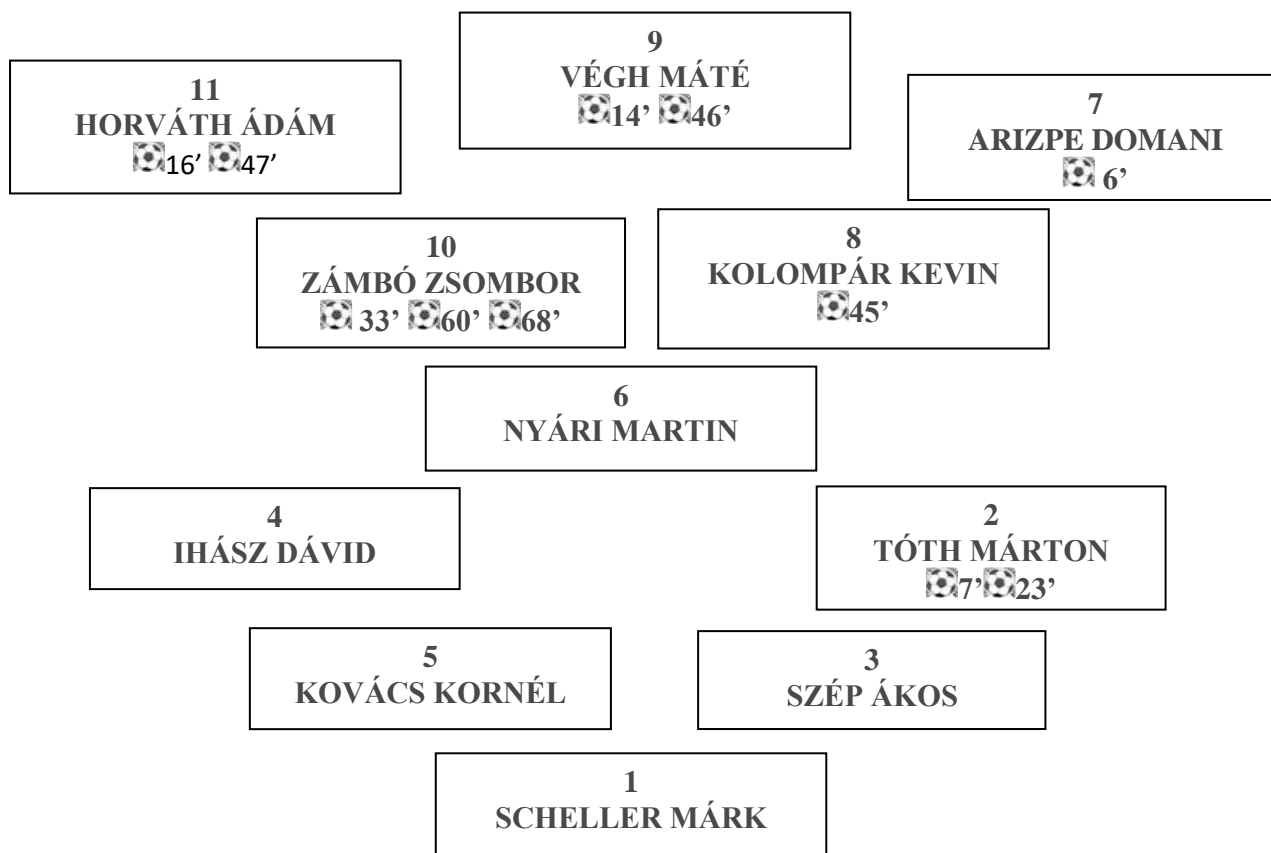 9
VÉGH MÁTÉ
14’ 46’
11
HORVÁTH ÁDÁM
16’ 47’
7
ARIZPE DOMANI
6’
10
ZÁMBÓ ZSOMBOR
33’ 60’ 68’
8
KOLOMPÁR KEVIN
45’
6
NYÁRI MARTIN
4
IHÁSZ DÁVID
2
TÓTH MÁRTON
7’ 23’
5
KOVÁCS KORNÉL
3
SZÉP ÁKOS
1
SCHELLER MÁRK